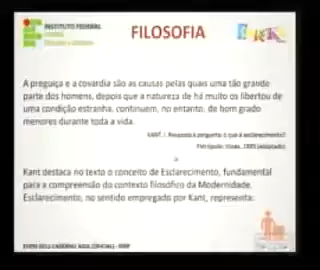 INSTITUTO FEDERAL
FILOSOFIA
A preguiça e a covardia são as causas pelas quais uma tão grande
parte dos homens, depois que a natureza de há muito os libertou de
uma condição estranha, continuem, no entanto, de bom grado
menores durante toda a vida.
KANT, I. Resposta à pergunta: o que é esclarecimento?
Petrópolis: Vozes, 1985 (adaptado)
Kant destaca no texto o conceito de Esclarecimento, fundamental
para a compreensão do contexto filosófico da Modernidade.
Esclarecimento, no sentido empregado por Kant, representa: